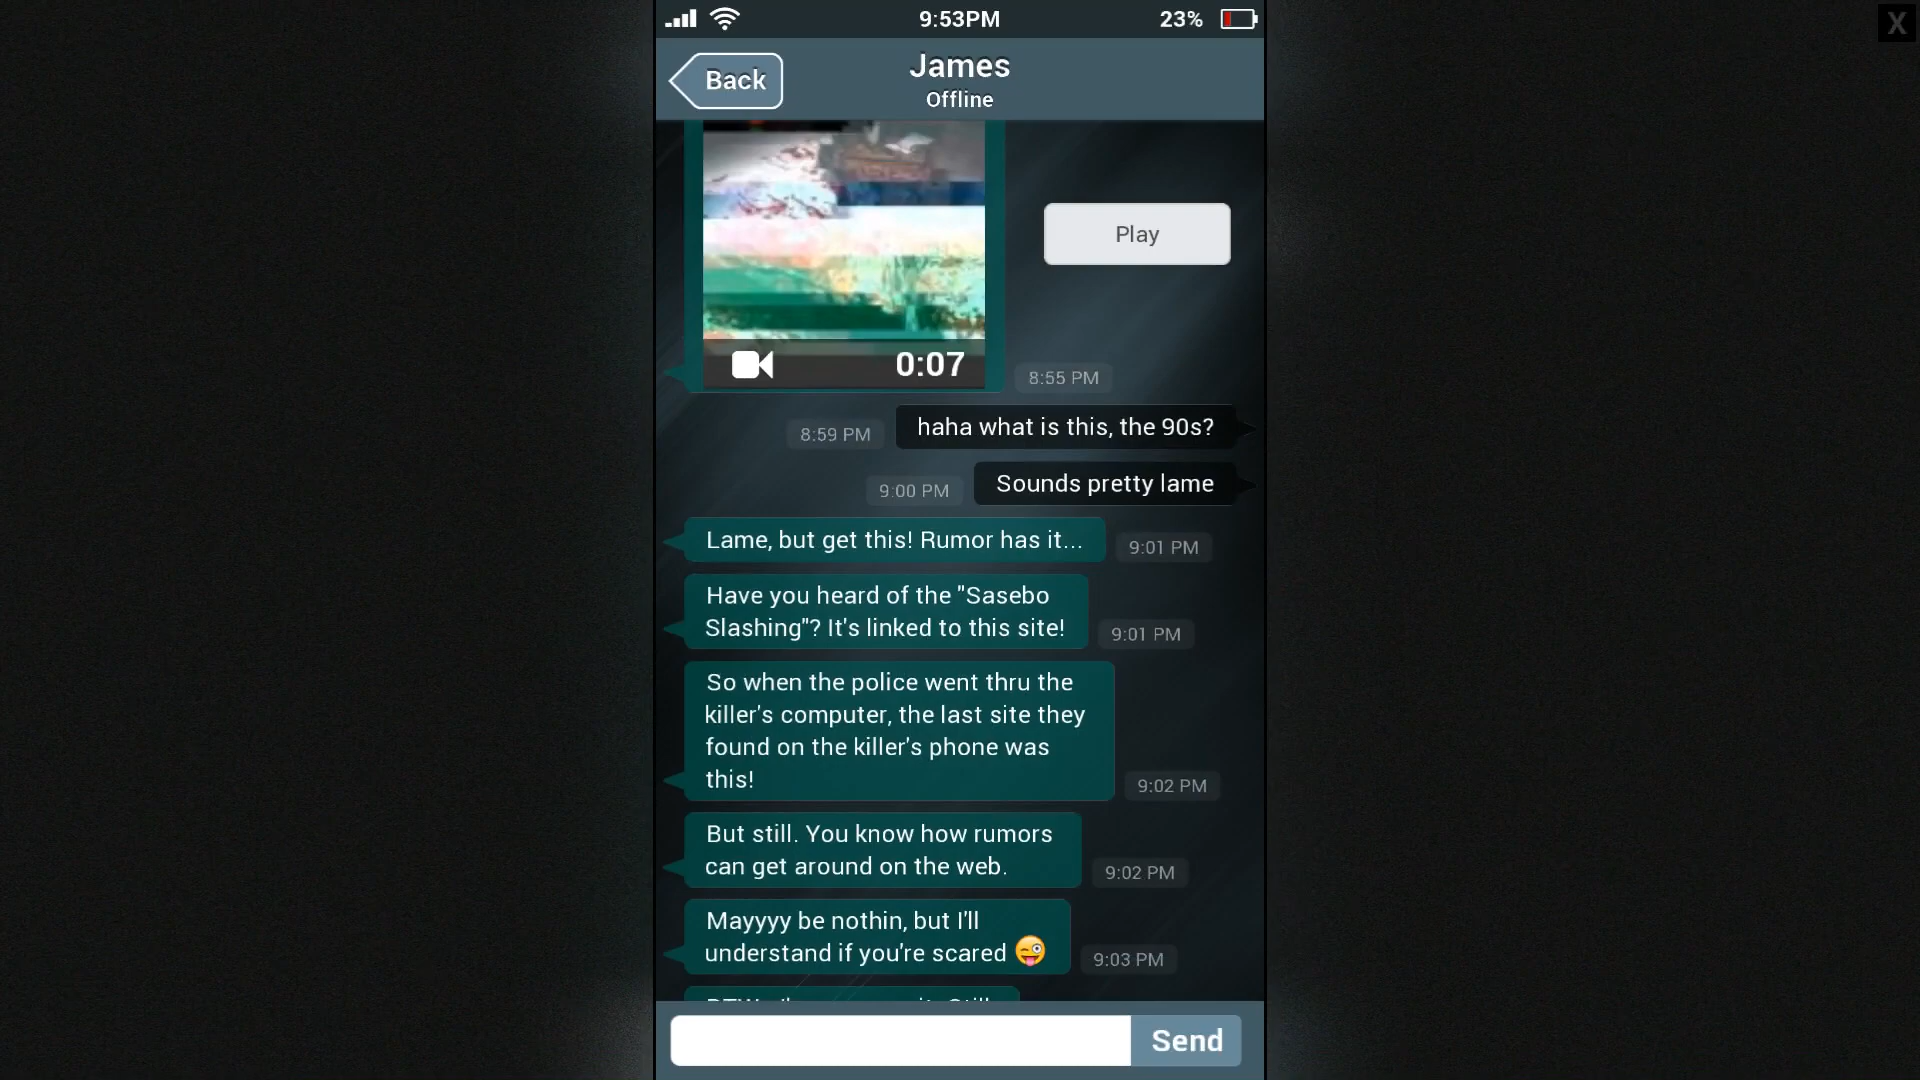 9:53PM
23%
X
Back
James
Offline
Play
0:07
8:55 PM
8:59 PM
haha what is this, the 90s?
9:00 PM
Sounds pretty lame
Lame, but get this! Rumor has it...
9:01 PM
Have you heard of the "Sasebo
Slashing"? It's linked to this site!
9:01 PM
So when the police went thru the
killer's computer, the last site they
found on the killer's phone was
this!
9:02 PM
But still. You know how rumors
can get around on the web.
9:02 PM
Mayyyy be nothin, but I'll
understand if you're scared 😜
9:03 PM
Send